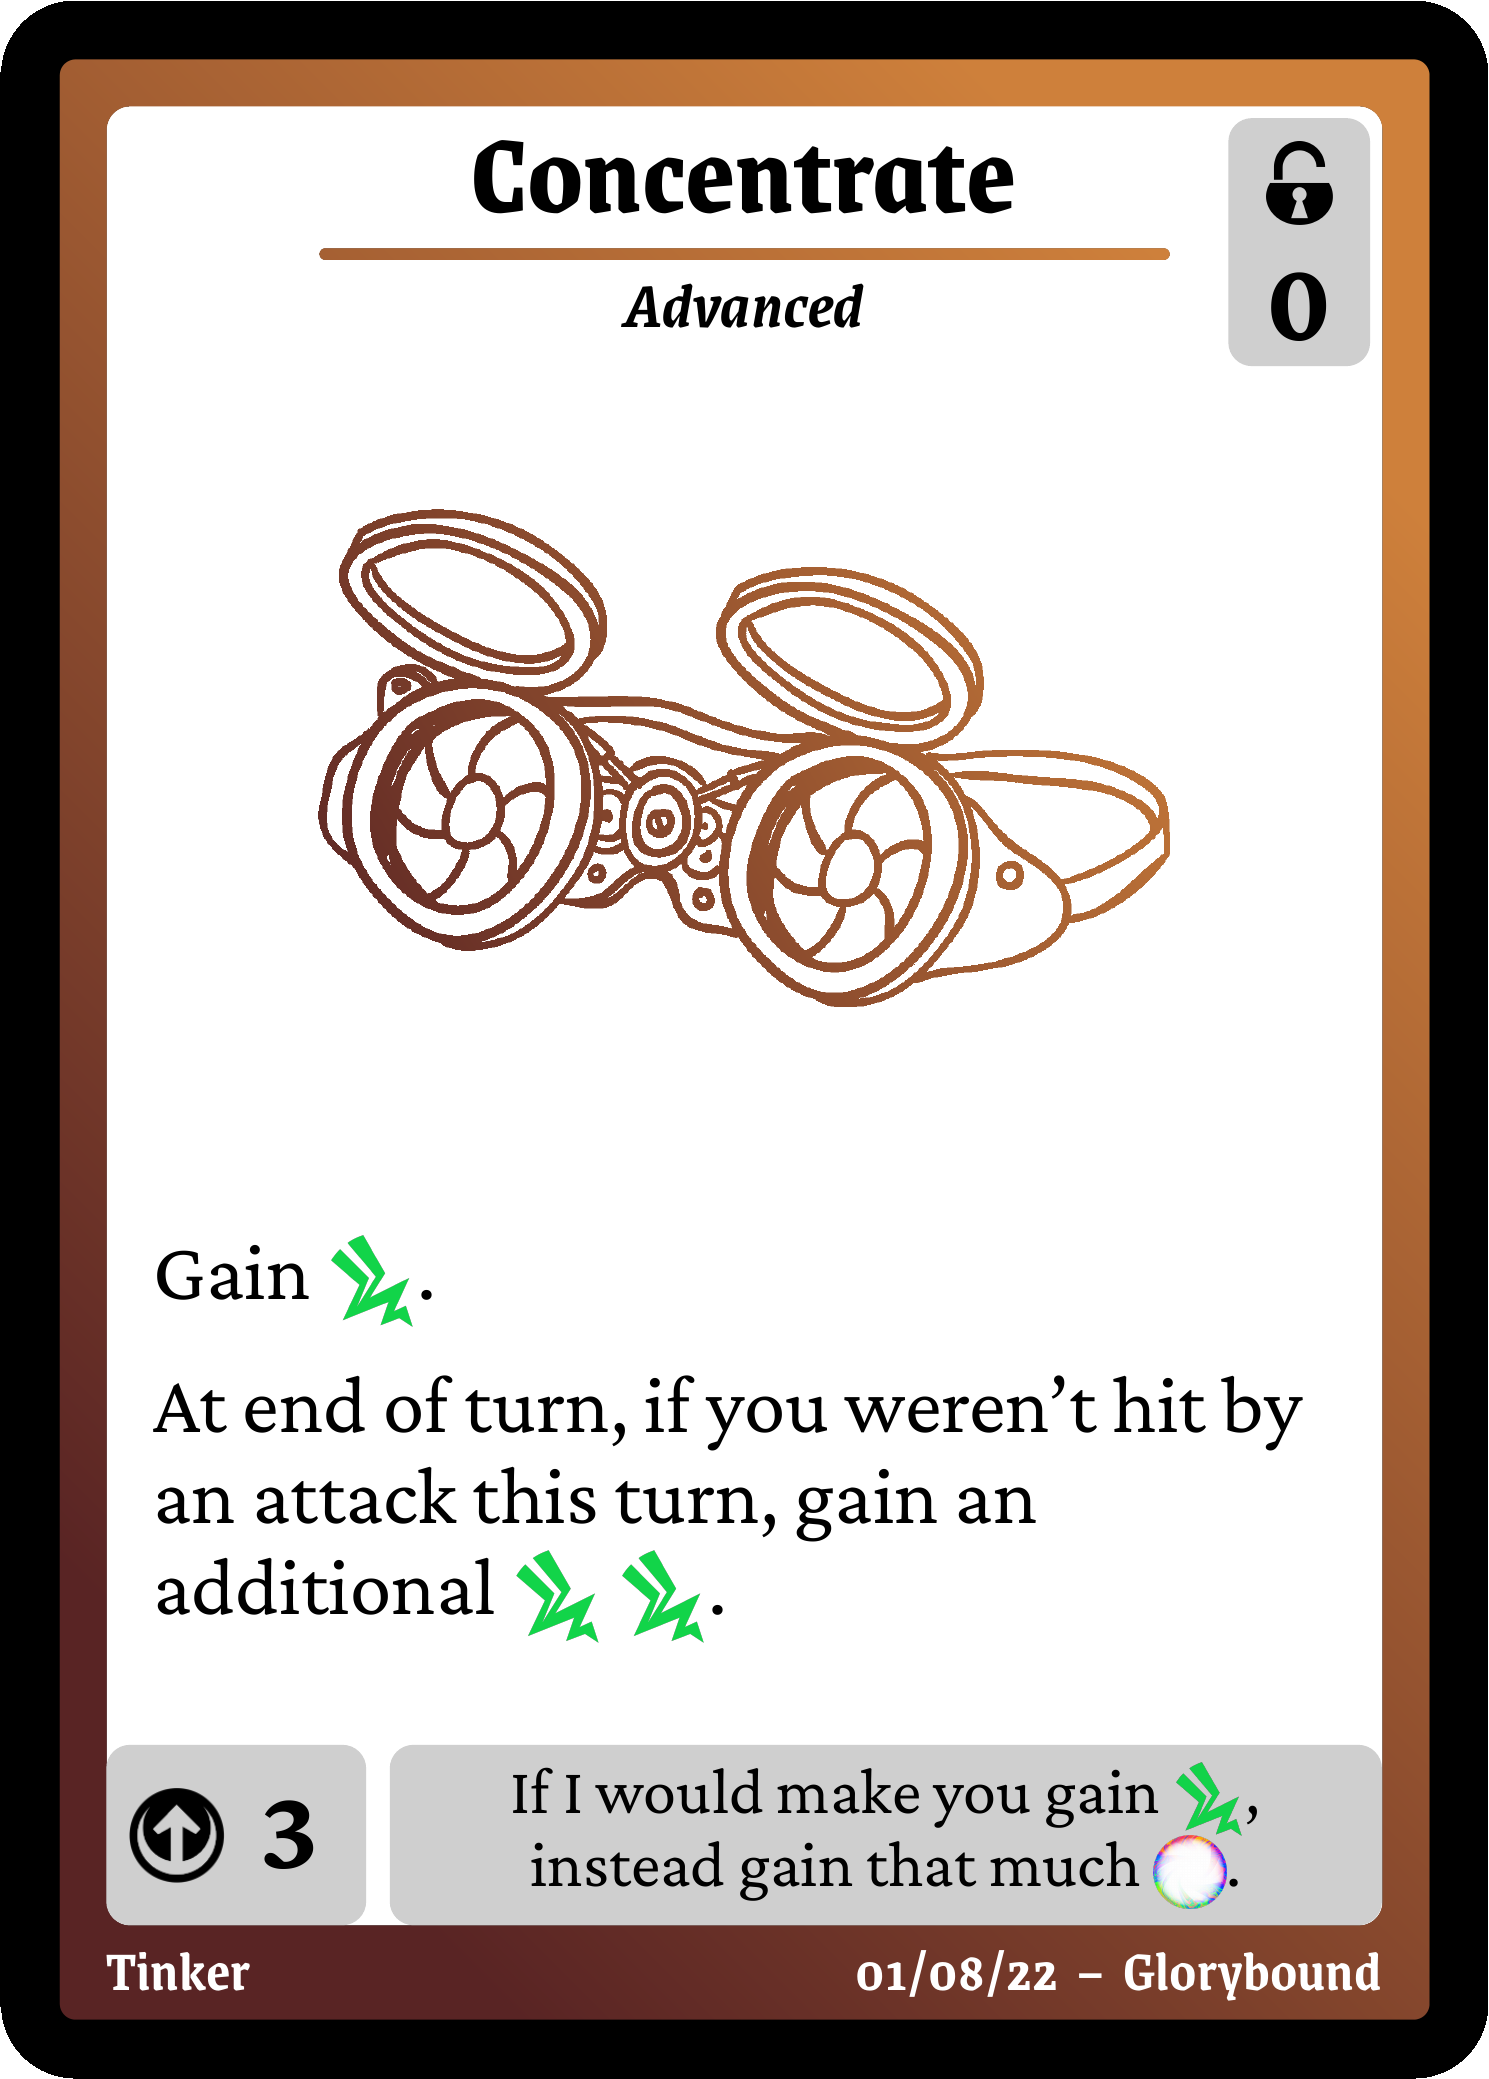 Concentrate
Advanced
0
Gain .
At end of turn, if you weren’t hit by
an attack this turn, gain an
additional .
3
If I would make you gain ,
instead gain that much .
Tinker
01/08/22 – Glorybound